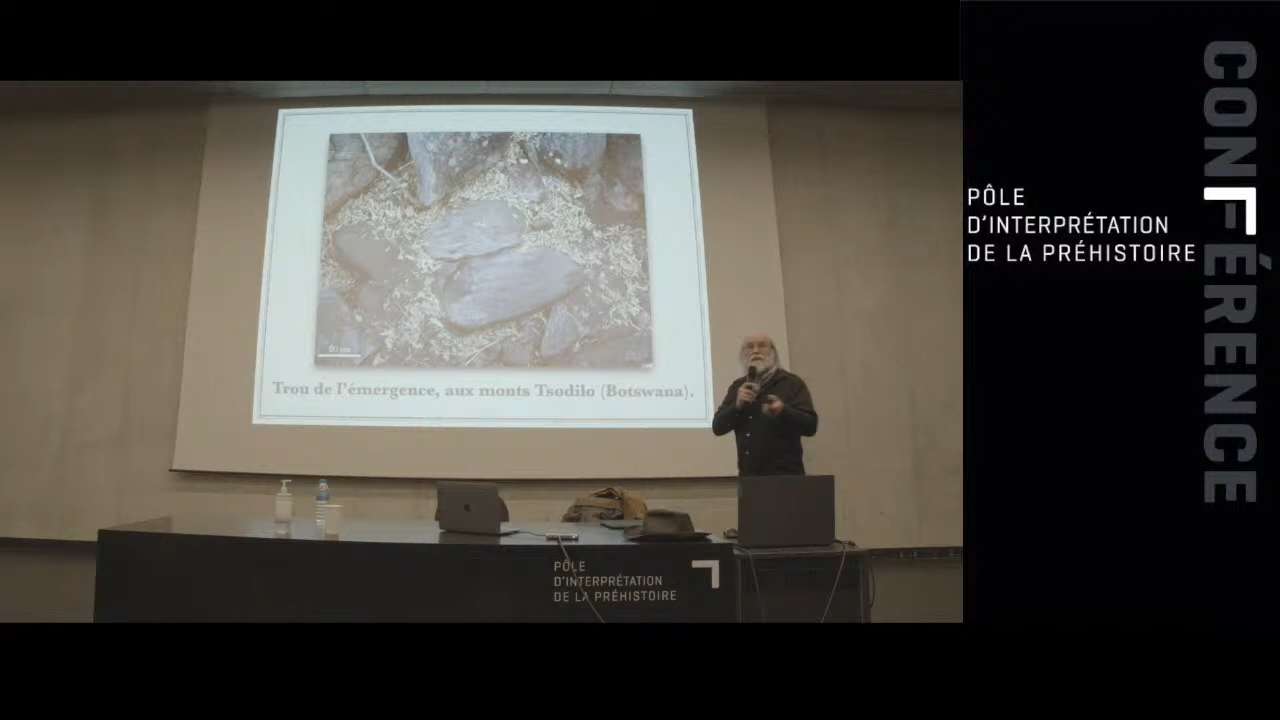 Trou de l'émergence, aux monts Tsodilo (Botswana).
PÔLE
D'INTERPRÉTATION
DE LA PRÉHISTOIRE
PÔLE
D'INTERPRÉTATION
DE LA PRÉHISTOIRE
CONFÉRENCE